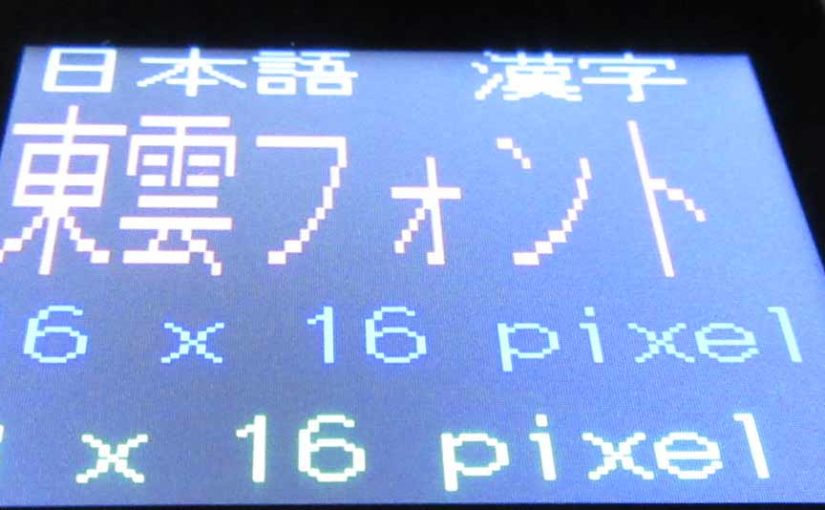 日本語 漢字
東雲フォント
6 x 16 pixel
x 16 pixel